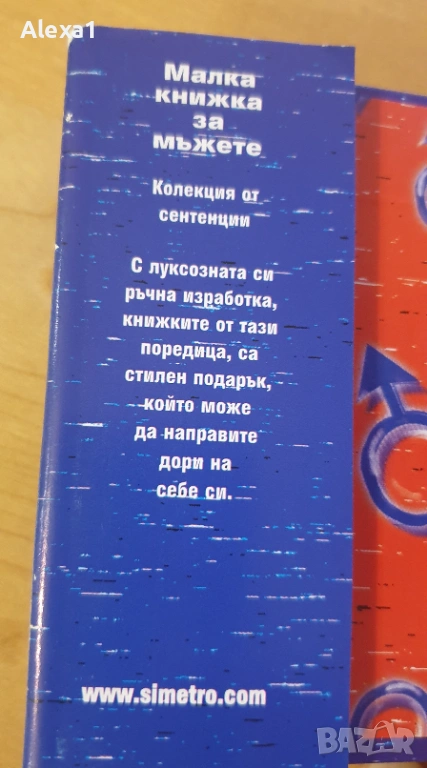 Alexa1
Малка
книжка
за
мъжете
Колекция от
сентенции
С луксозната си
ръчна изработка,
книжките от тази
поредица, са
стилен подарък,
който може
да направите
дори на
себе си.
www.simetro.com
BAZAR